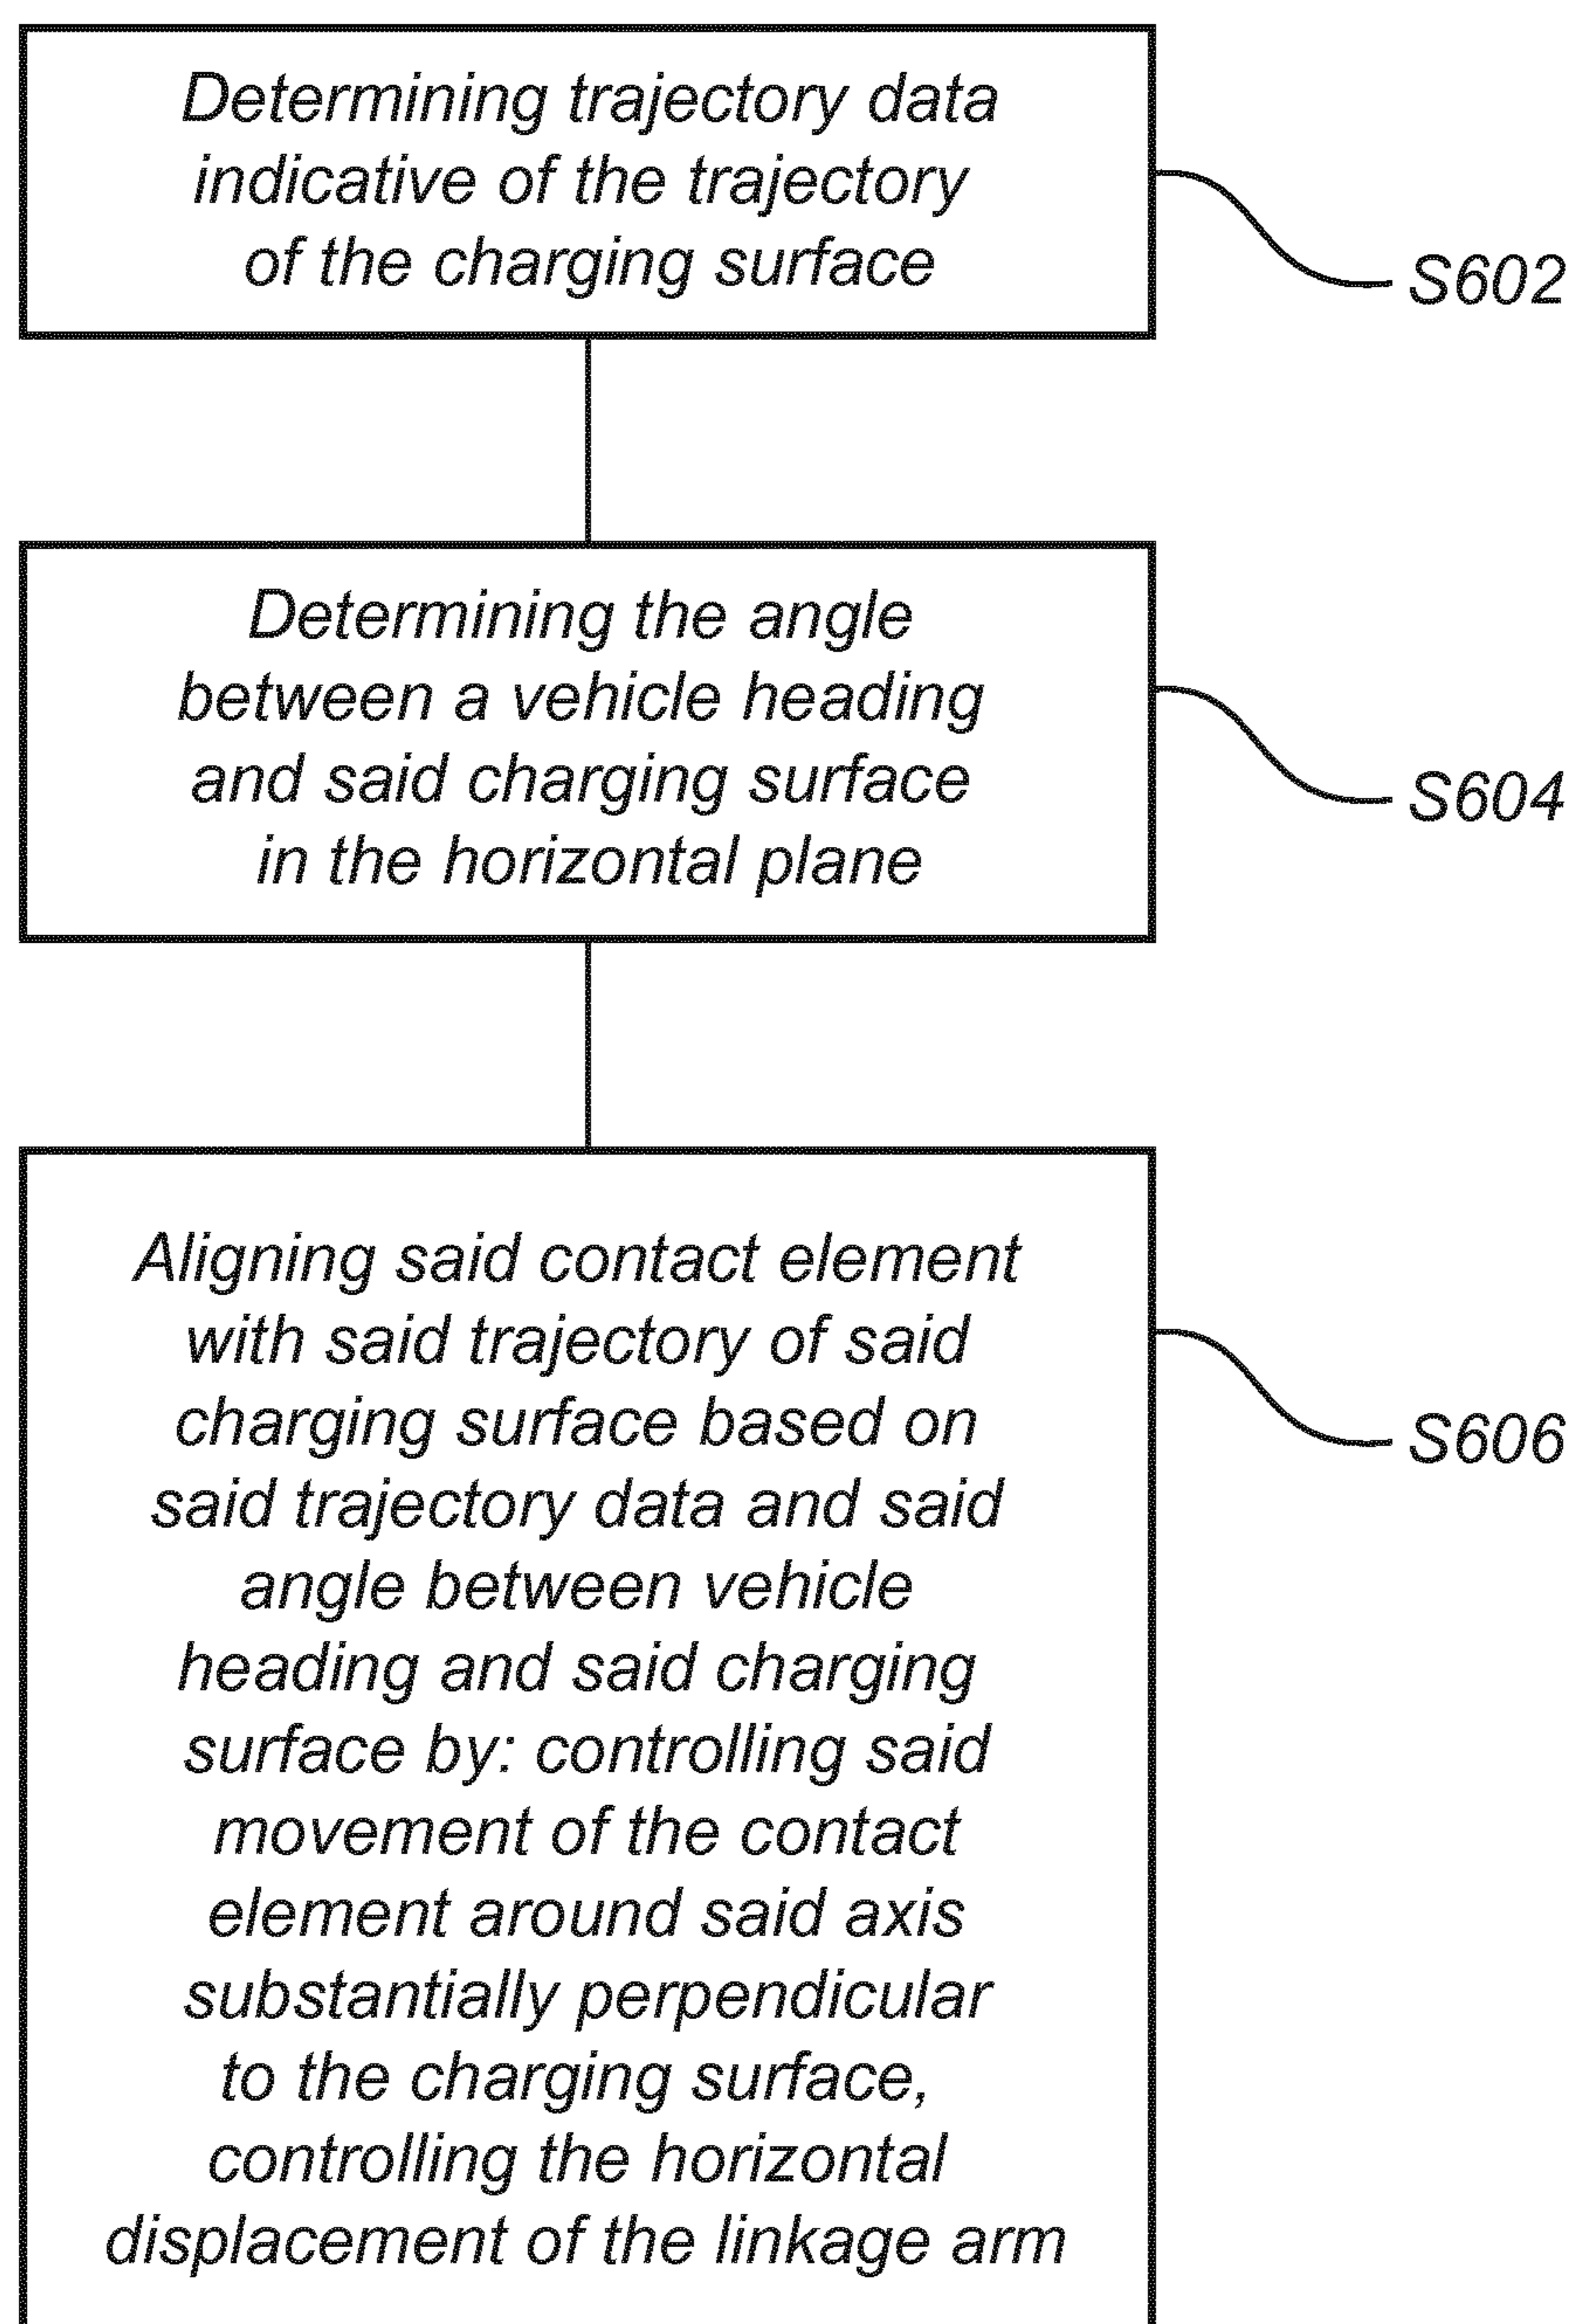 Determining trajectory data
indicative of the trajectory
of the charging surface
S602
Determining the angle
between a vehicle heading
and said charging surface
in the horizontal plane
S604
Aligning said contact element
with said trajectory of said
charging surface based on
said trajectory data and said
angle between vehicle
heading and said charging
surface by: controlling said
movement of the contact
element around said axis
substantially perpendicular
to the charging surface,
controlling the horizontal
displacement of the linkage arm
S606